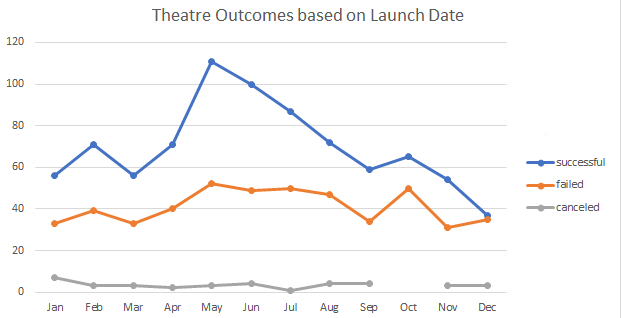 Theatre Outcomes based on Launch Date
120
100
80
60
40
20
0
Jan Feb Mar Apr May Jun Jul Aug Sep Oct Nov Dec
successful
failed
canceled